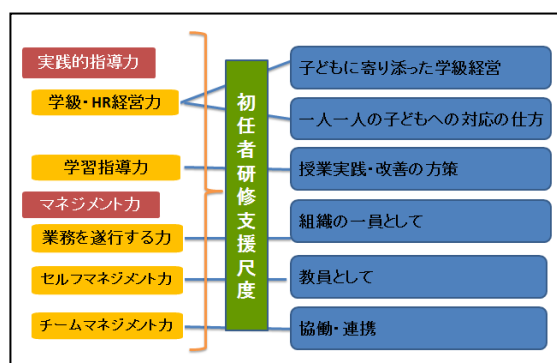 実践的指導力
学級・HR経営力
学習指導力
マネジメント力
業務を遂行する力
セルフマネジメント力
チームマネジメント力
初任者研修支援尺度
子どもに寄り添った学級経営
一人一人の子どもへの対応の仕方
授業実践・改善の方策
組織の一員として
教員として
協働・連携